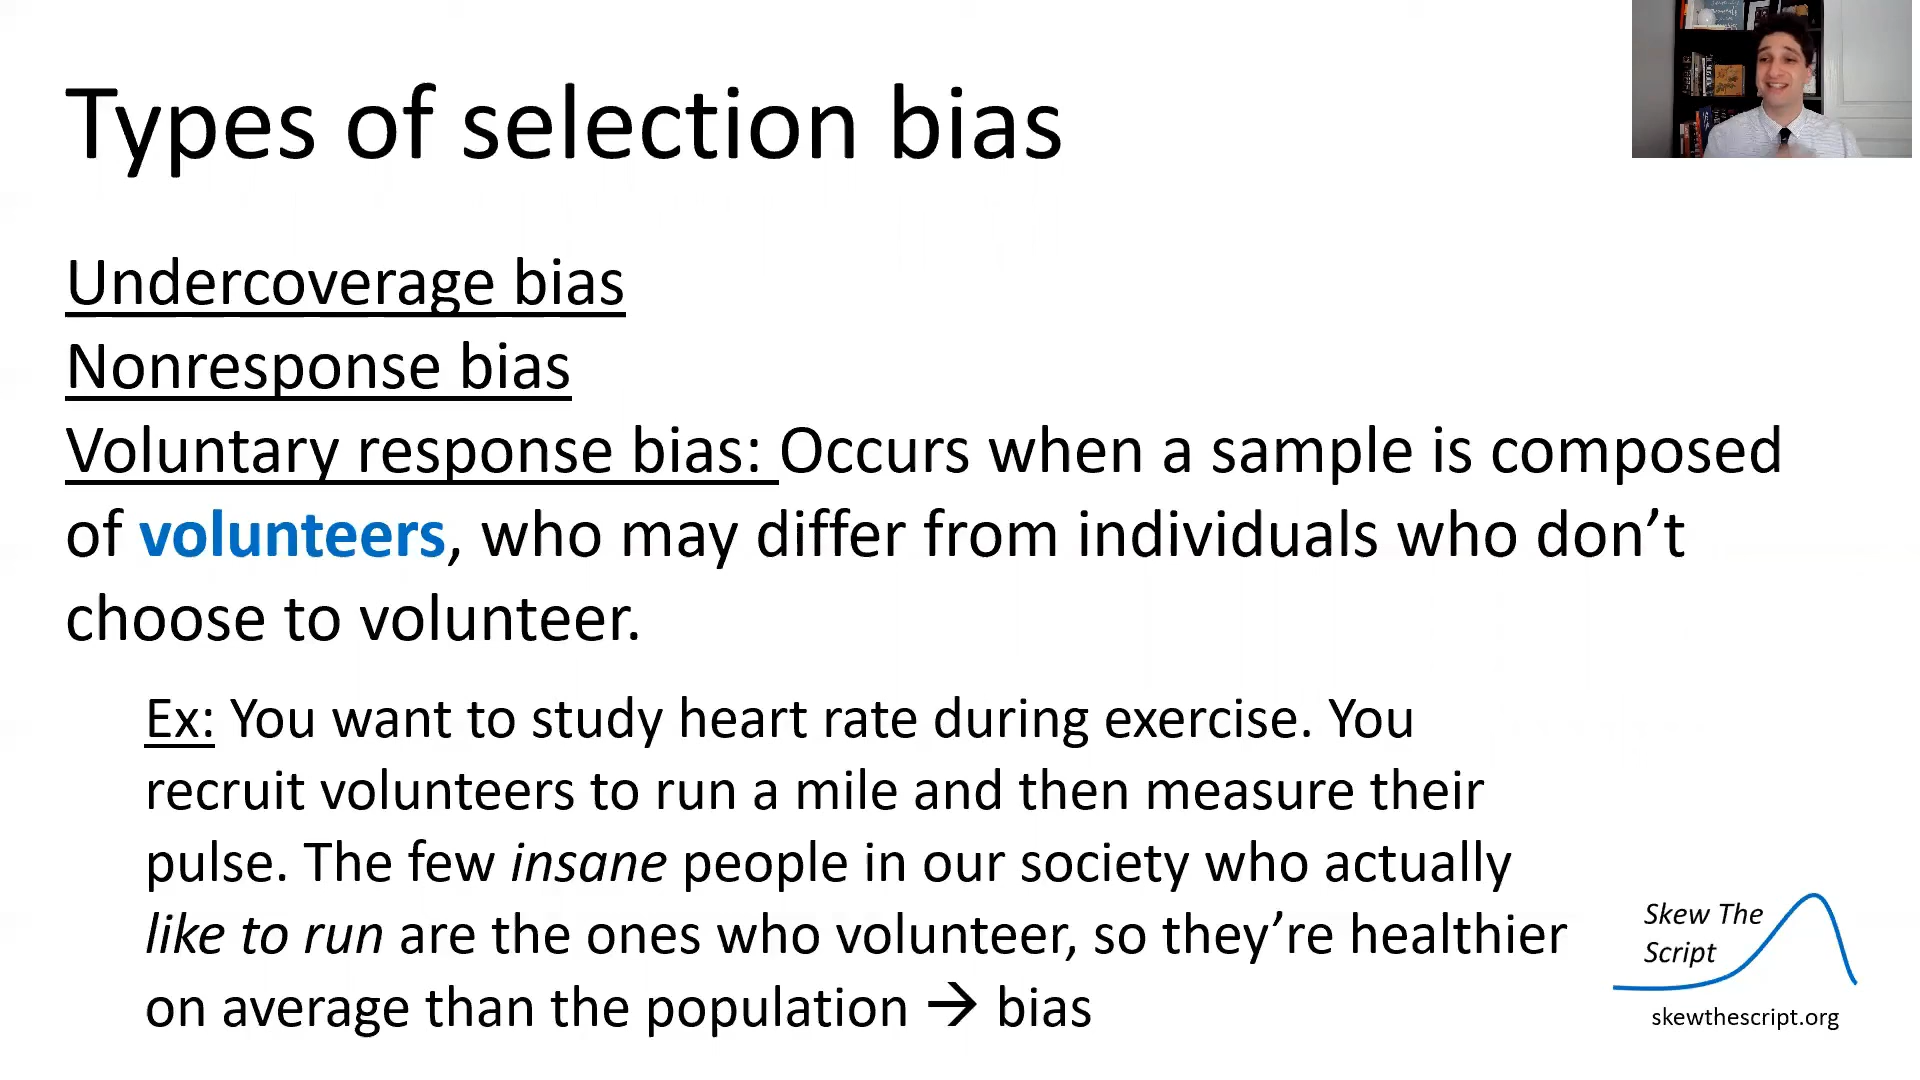 Types of selection bias
Undercoverage bias
Nonresponse bias
Voluntary response bias: Occurs when a sample is composed
of volunteers, who may differ from individuals who don’t
choose to volunteer.
Ex: You want to study heart rate during exercise. You
recruit volunteers to run a mile and then measure their
pulse. The few insane people in our society who actually
like to run are the ones who volunteer, so they’re healthier
on average than the population → bias
Skew The
Script
skewthescript.org